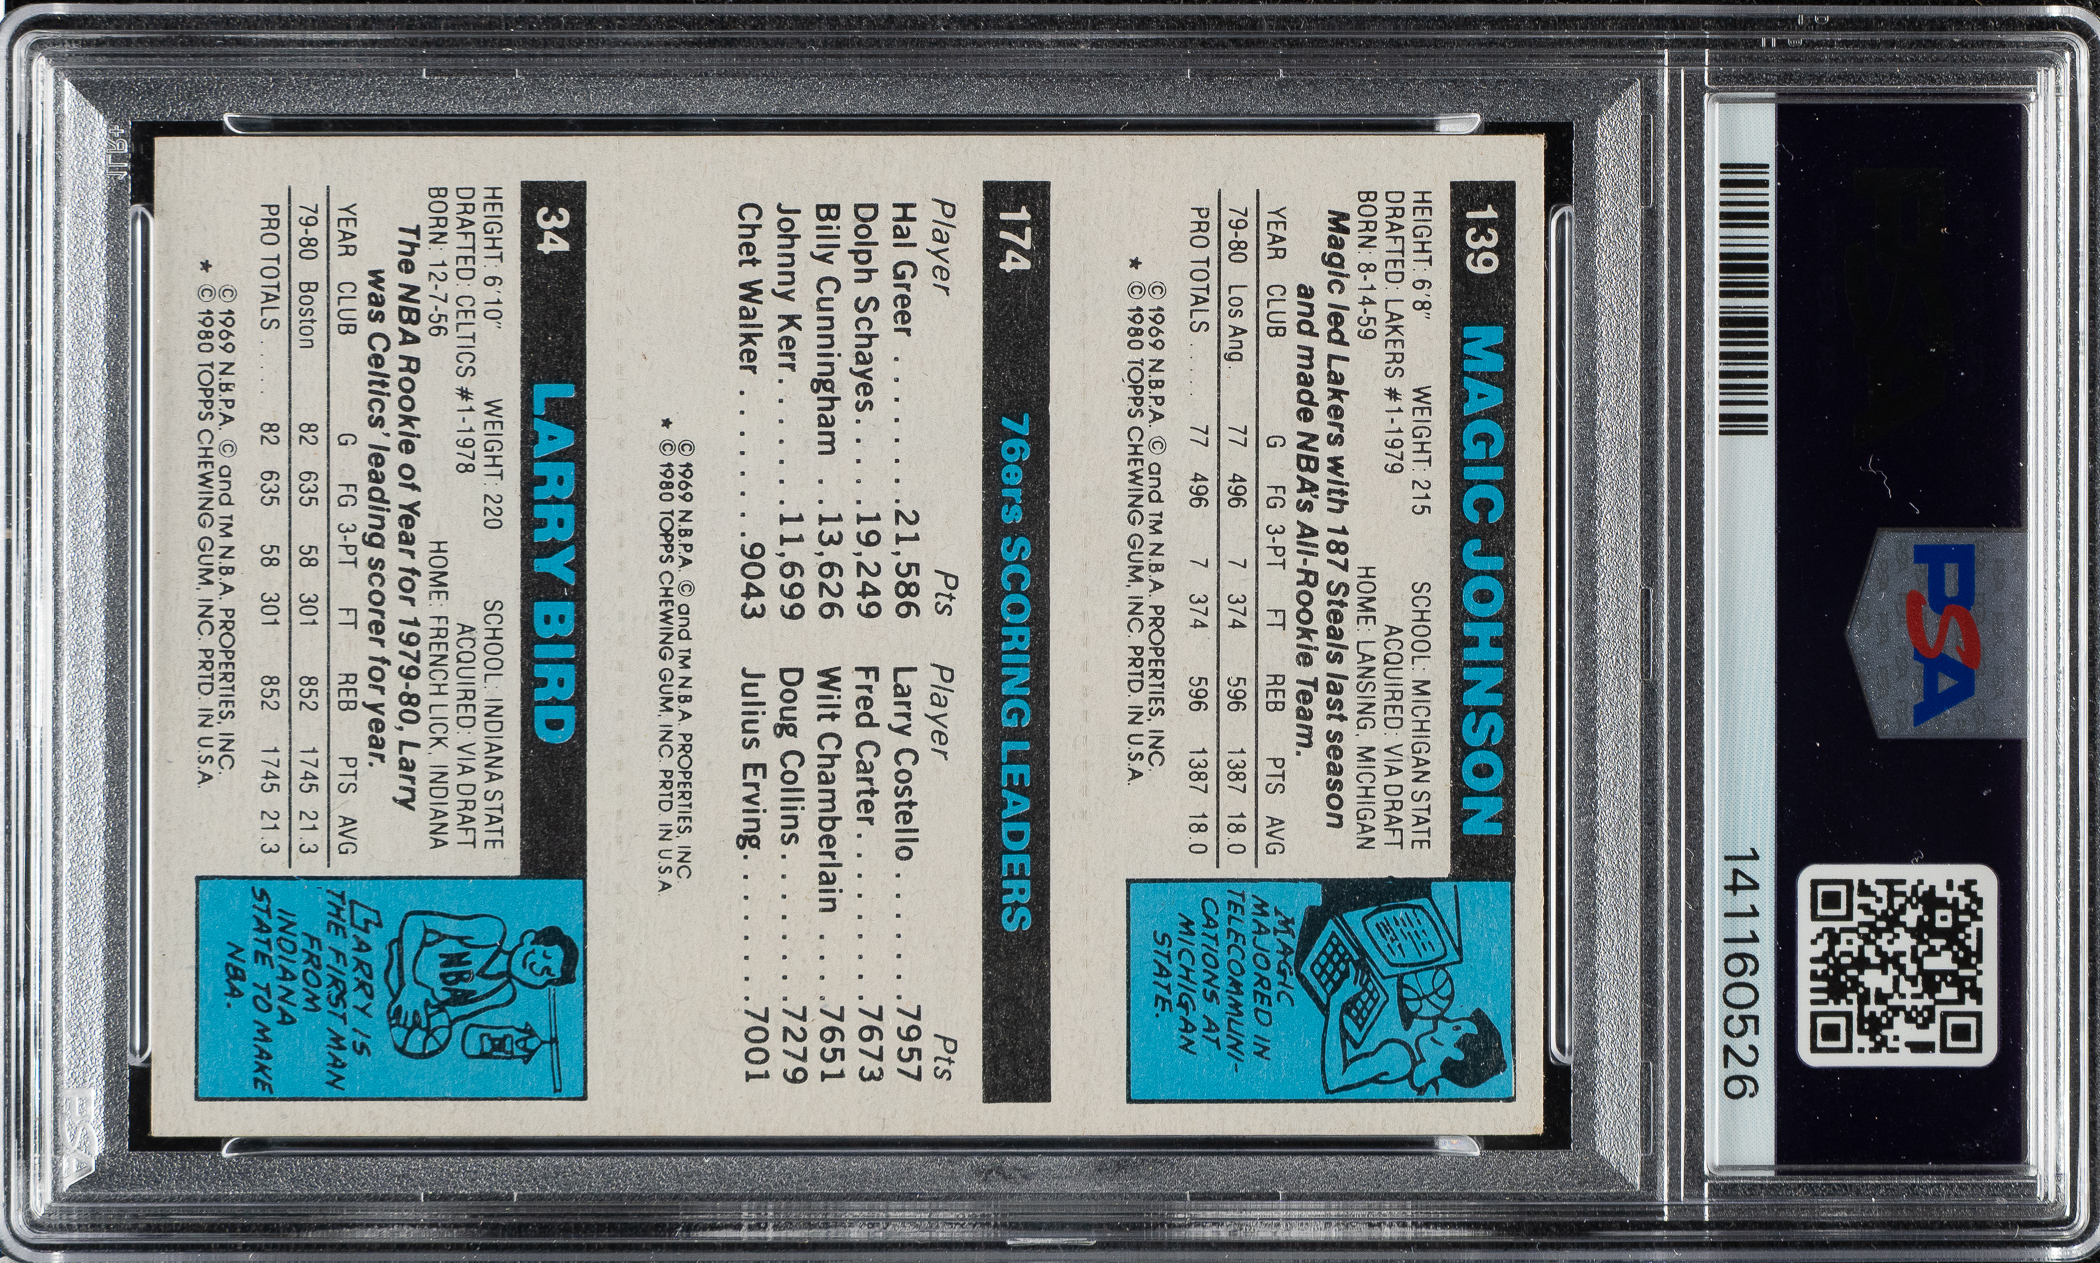 139 MAGIC JOHNSON
HEIGHT: 6'8" WEIGHT: 215 SCHOOL: MICHIGAN STATE
DRAFTED: LAKERS #1-1979 ACQUIRED: VIA DRAFT
BORN: 8-14-59 HOME: LANSING, MICHIGAN
Magic led Lakers with 187 Steals last season
and made NBA's All-Rookie Team.
YEAR CLUB G FG 3-PT FT REB PTS AVG
79-80 Los Ang. 77 496 7 374 596 1387 18.0
PRO TOTALS ..... 77 496 7 374 596 1387 18.0
© 1969 N.B.P.A. © and TM N.B.A. PROPERTIES, INC.
* © 1980 TOPPS CHEWING GUM, INC. PRTD. IN U.S.A.
MAGIC
MAJORED IN
TELECOMMUNI-
CATIONS AT
MICHIGAN
STATE.
174 76ers SCORING LEADERS
Player Pts Player Pts
Hal Greer ........21,586 Larry Costello ......7957
Dolph Schayes....19,249 Fred Carter.........7673
Billy Cunningham ..13,626 Wilt Chamberlain ....7651
Johnny Kerr.......11,699 Doug Collins ........7279
Chet Walker.......9043 Julius Erving........7001
© 1969 N.B.P.A. © and TM N.B.A. PROPERTIES, INC.
* © 1980 TOPPS CHEWING GUM, INC. PRTD. IN U.S.A.
34 LARRY BIRD
HEIGHT: 6'10" WEIGHT: 220 SCHOOL: INDIANA STATE
DRAFTED: CELTICS #1-1978 ACQUIRED: VIA DRAFT
BORN: 12-7-56 HOME: FRENCH LICK, INDIANA
The NBA Rookie of Year for 1979-80, Larry
was Celtics' leading scorer for year.
YEAR CLUB G FG 3-PT FT REB PTS AVG
79-80 Boston 82 635 58 301 852 1745 21.3
PRO TOTALS ..... 82 635 58 301 852 1745 21.3
© 1969 N.B.P.A. © and TM N.B.A. PROPERTIES, INC.
* © 1980 TOPPS CHEWING GUM, INC. PRTD. IN U.S.A.
NBA
LARRY IS
THE FIRST MAN
FROM
INDIANA
STATE TO MAKE
NBA.
PSA
141160526
PSA